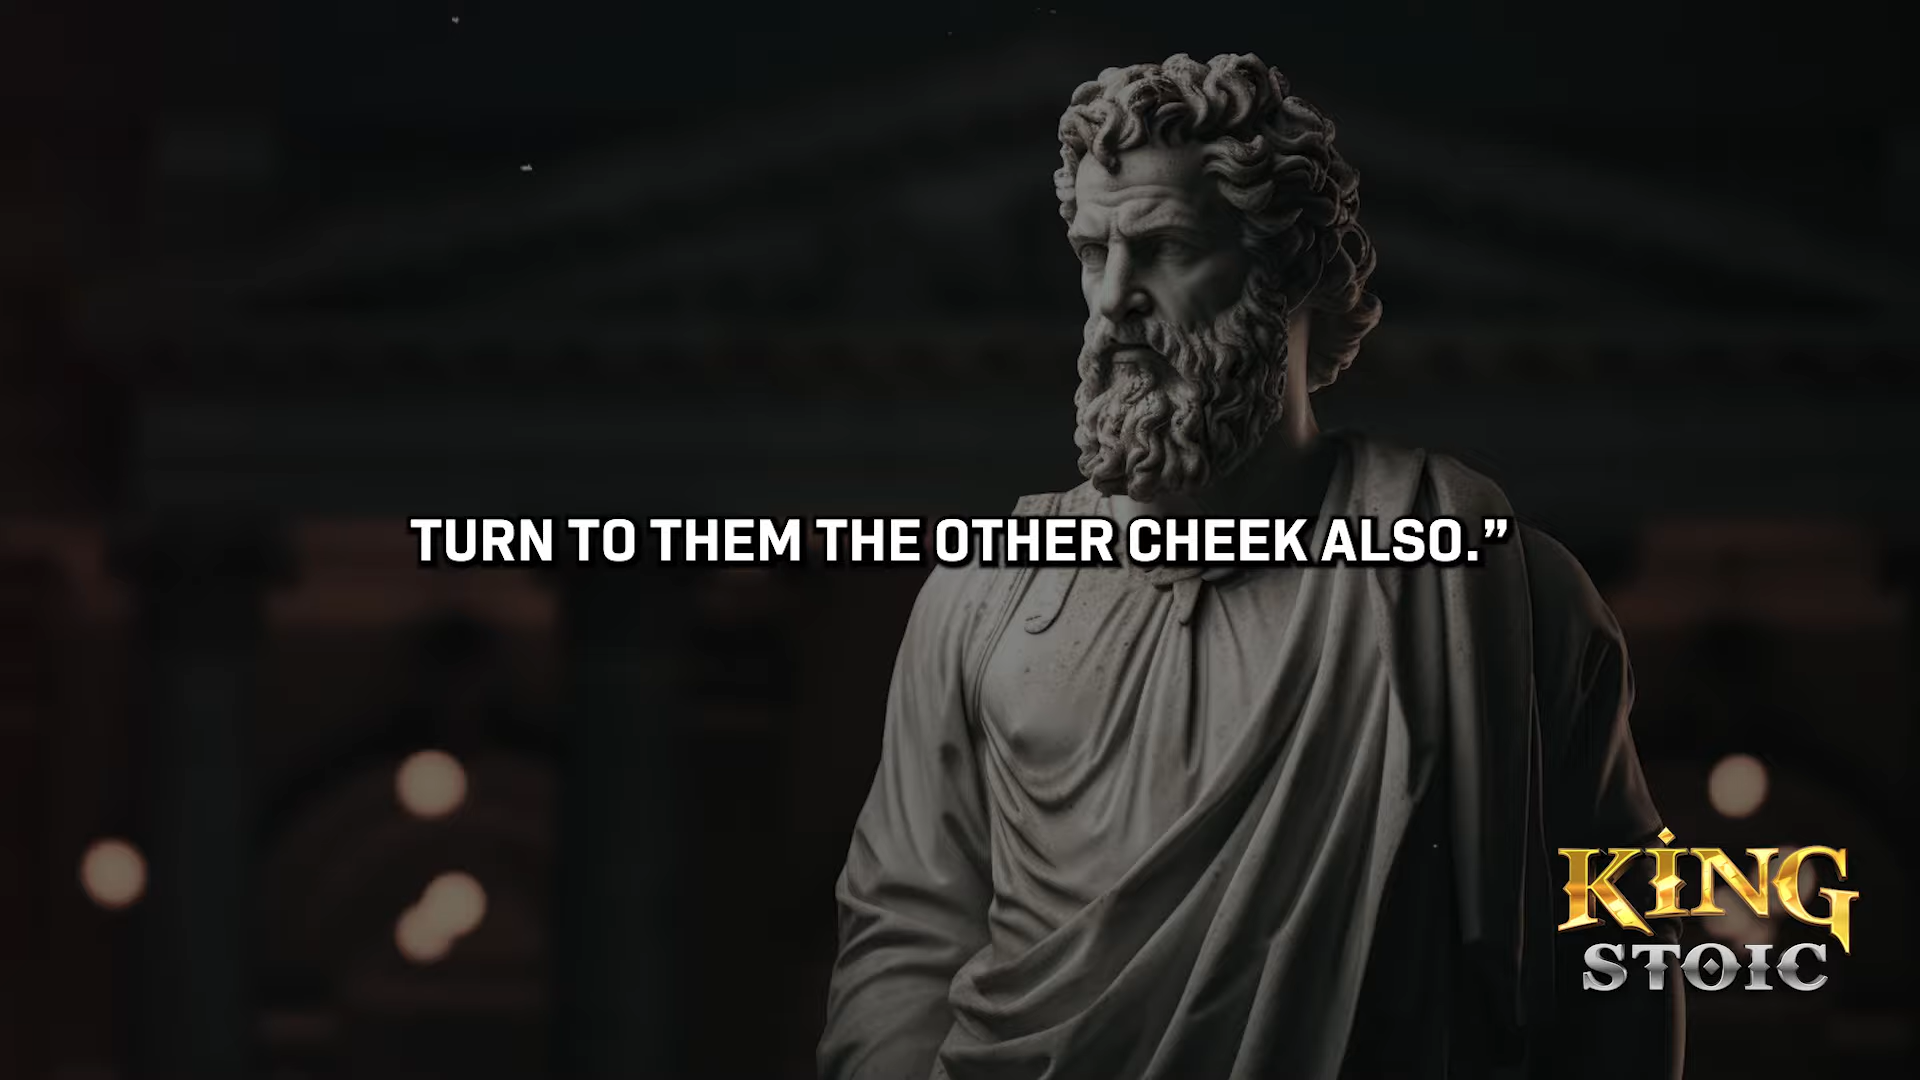 TURN TO THEM THE OTHER CHEEK ALSO.”
KING
STOIC